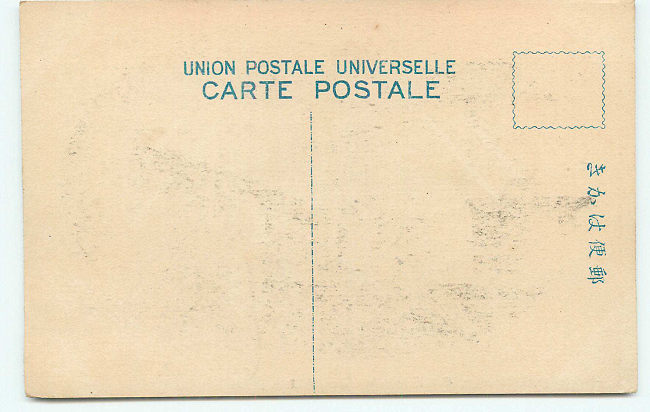 UNION POSTALE UNIVERSELLE
CARTE POSTALE
郵便はかき